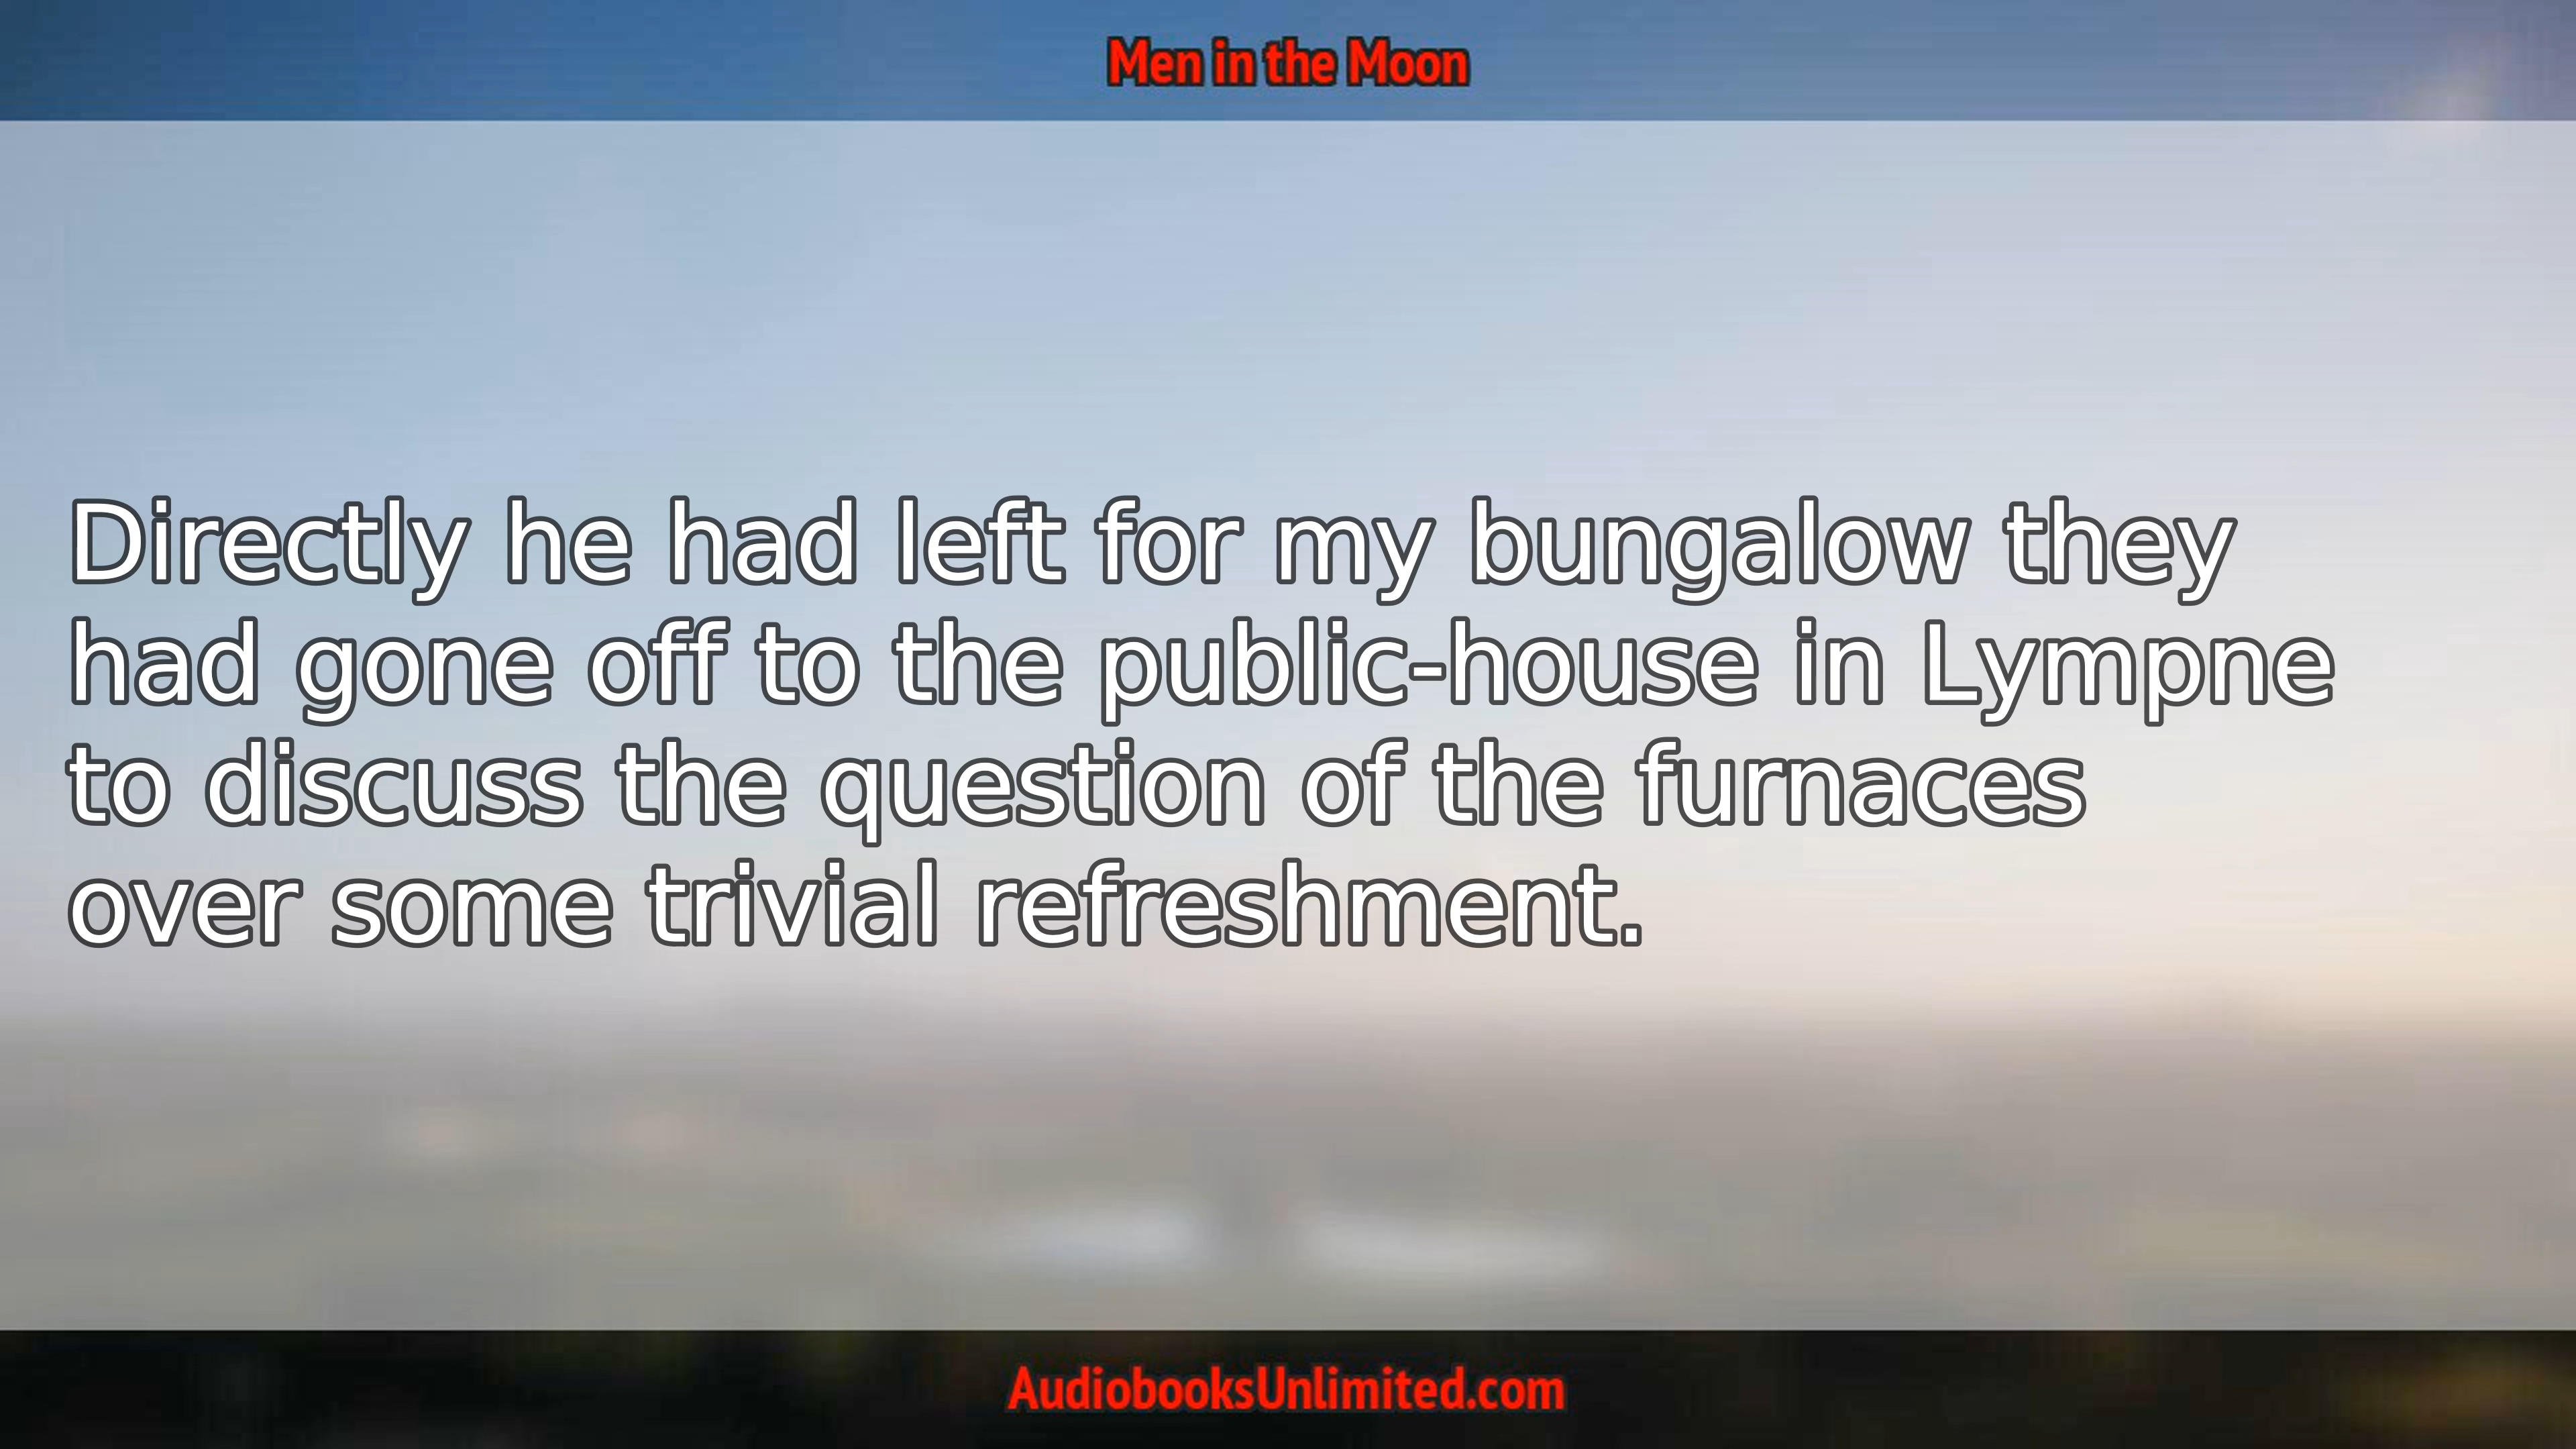 Men in the Moon
Directly he had left for my bungalow they
had gone off to the public-house in Lympne
to discuss the question of the furnaces
over some trivial refreshment.
AudiobooksUnlimited.com